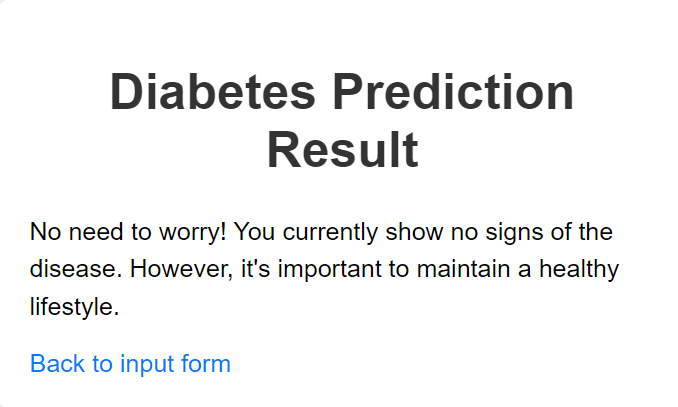 Diabetes Prediction
Result
No need to worry! You currently show no signs of the
disease. However, it's important to maintain a healthy
lifestyle.
Back to input form